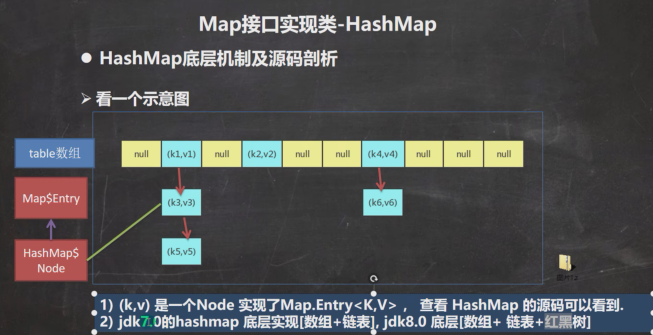 Map接口实现类-HashMap
● HashMap底层机制及源码剖析
➢ 看一个示意图
table数组
null (k1,v1) null (k2,v2) null null (k4,v4) null null null
Map$Entry
(k3,v3) (k6,v6)
HashMap$
Node
(k5,v5)
1) (k,v) 是一个Node 实现了Map.Entry<K,V> ， 查看 HashMap 的源码可以看到.
2) jdk7.0的hashmap 底层实现[数组+链表], jdk8.0 底层[数组+ 链表+红黑树]